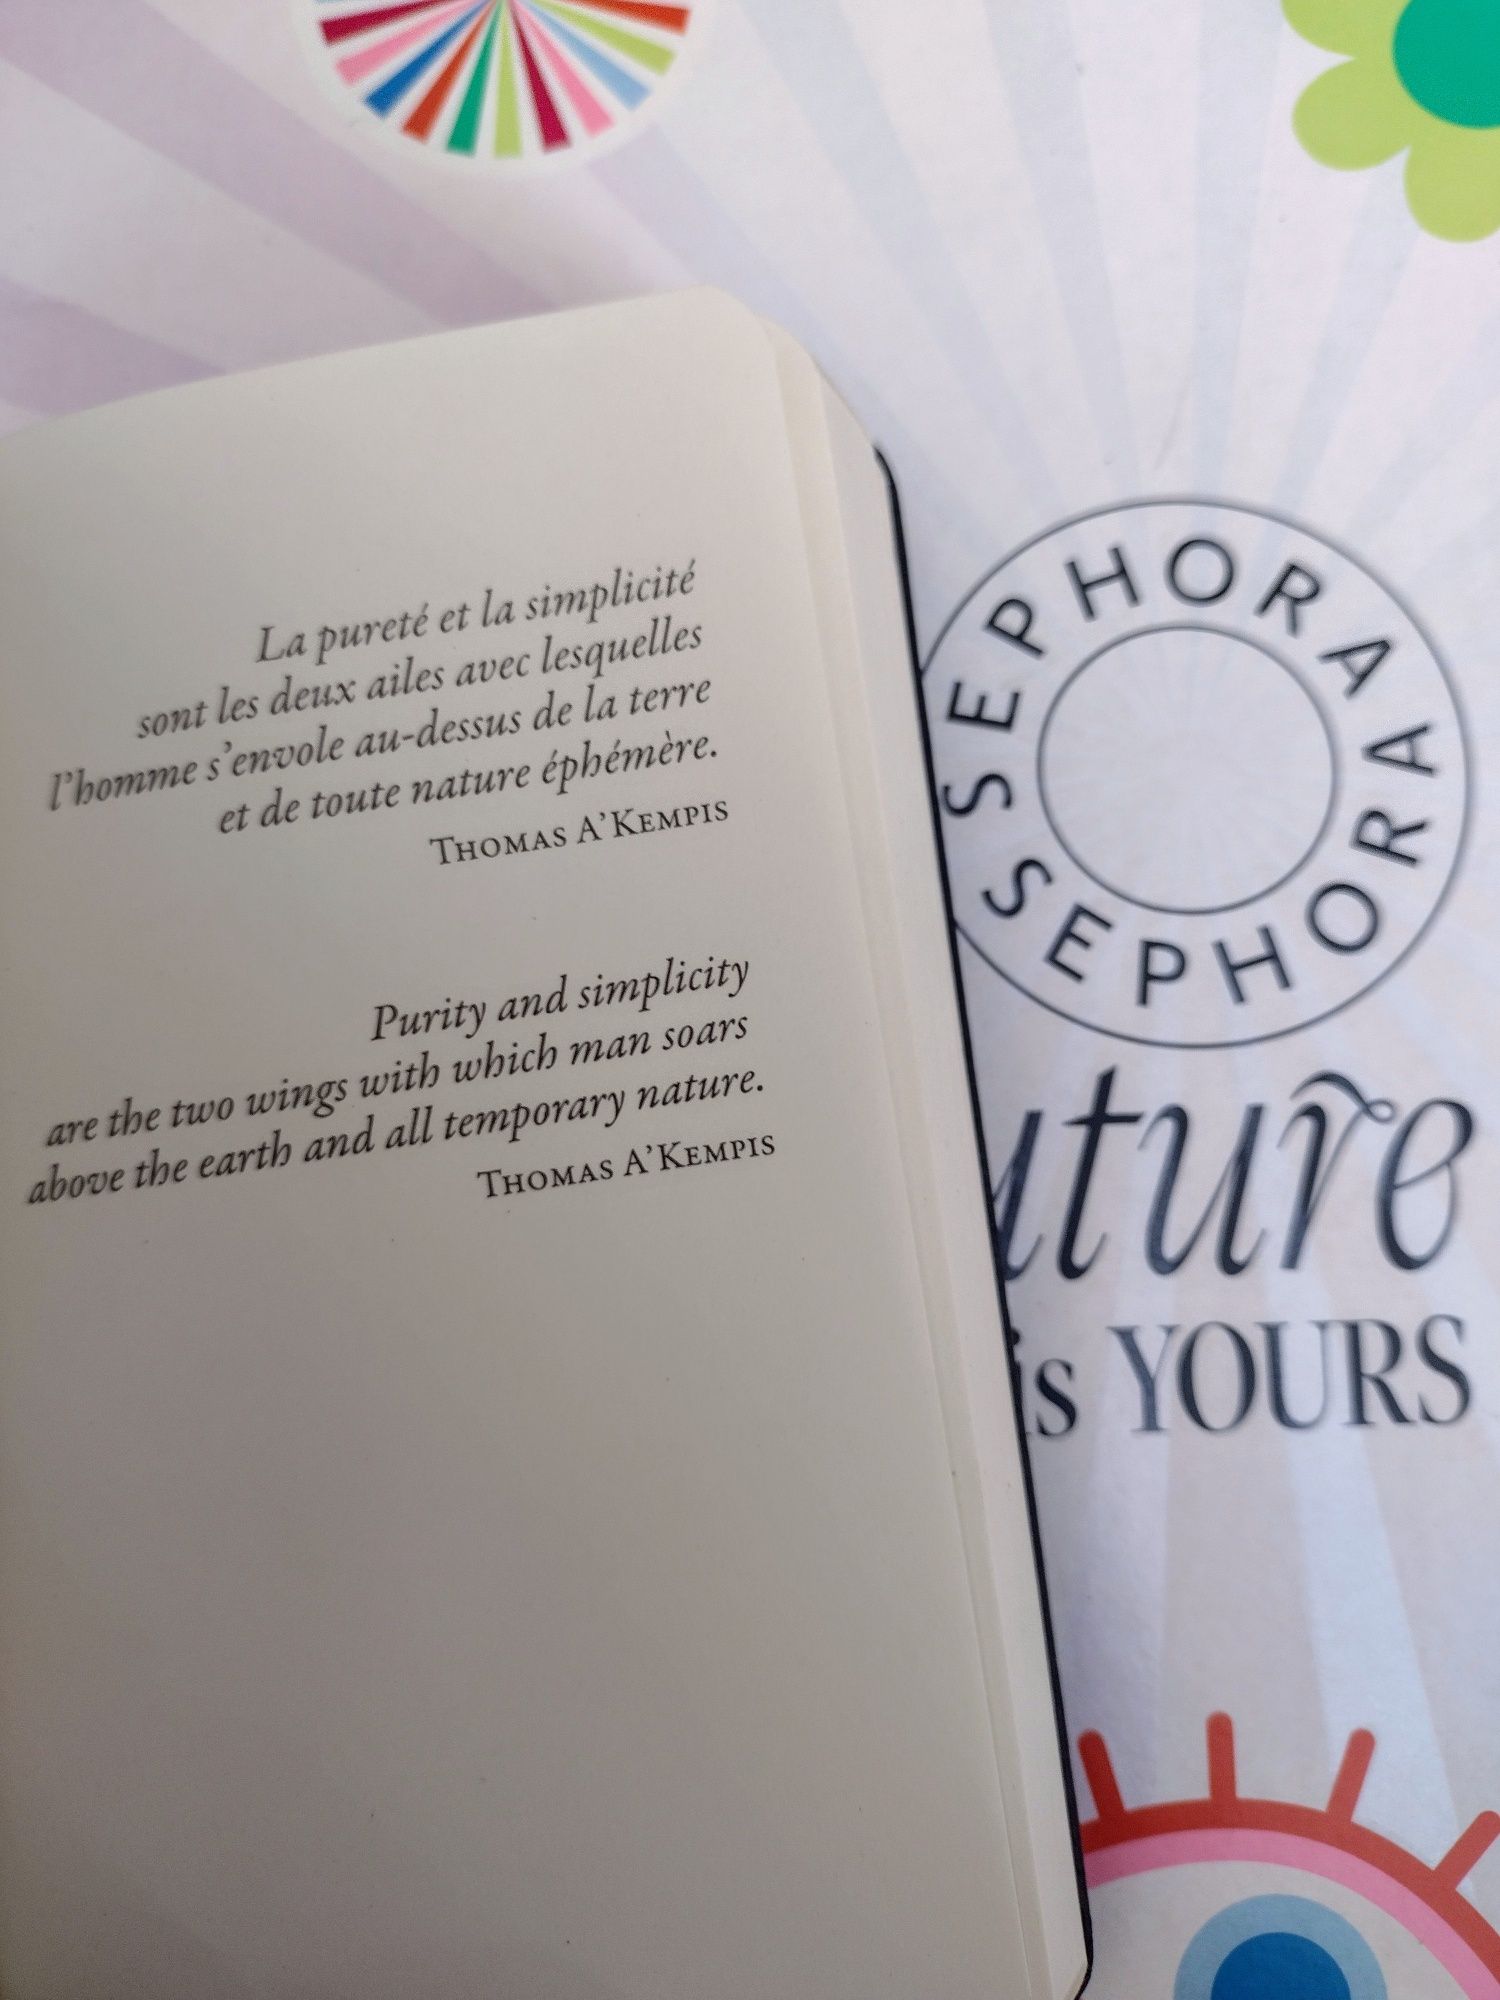 La pureté et la simplicité
sont les deux ailes avec lesquelles
l'homme s'envole au-dessus de la terre
et de toute nature éphémère.
THOMAS A'KEMPIS
Purity and simplicity
are the two wings with which man soars
above the earth and all temporary nature.
THOMAS A'KEMPIS
SEPHORA
SEPHORA
uture
is YOURS